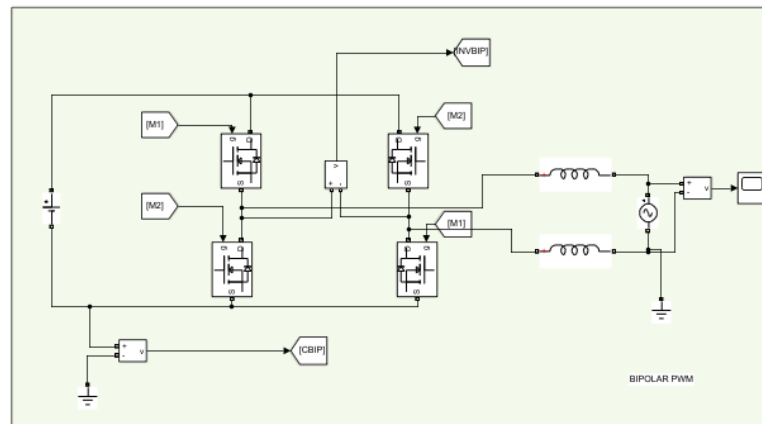 [INVBIP]
[M1]
[M2]
g
D
S
g
D
S
v
+ -
+
-
v
[M2]
[M1]
g
D
S
g
D
S
+
-
v
[CBIP]
BIPOLAR PWM